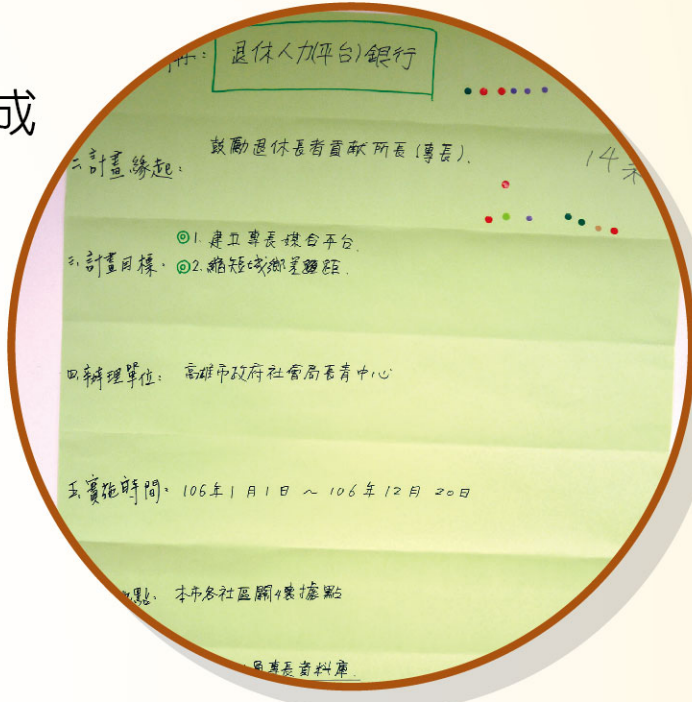 成
退休人力(平台)銀行
二、計畫緣起: 鼓勵退休長者貢獻所長(專長).
14
三、計畫目標: ◎1. 建立專長媒合平台.
◎2. 縮短城鄉差距.
四、辦理單位: 高雄市政府社會局長青中心
五、實施時間: 106年1月1日~106年12月20日
點: 本市各社區關懷據點
專長資料庫.